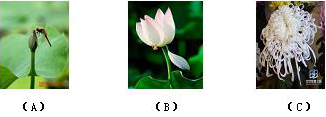 （A）	（B）	（C）